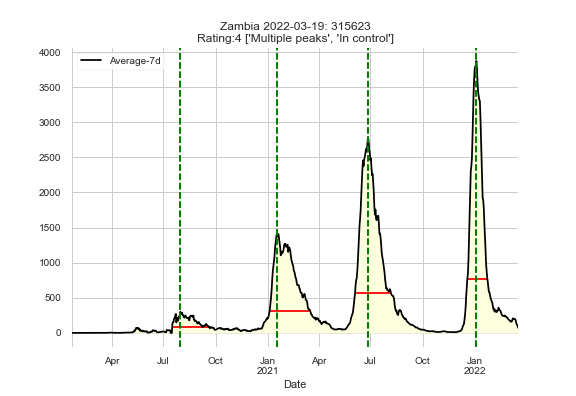 Zambia 2022-03-19: 315623
Rating:4 ['Multiple peaks', 'In control']
Average-7d
4000
3500
3000
2500
2000
1500
1000
500
0
Apr Jul Oct Jan Apr Jul Oct Jan
2021 2022
Date